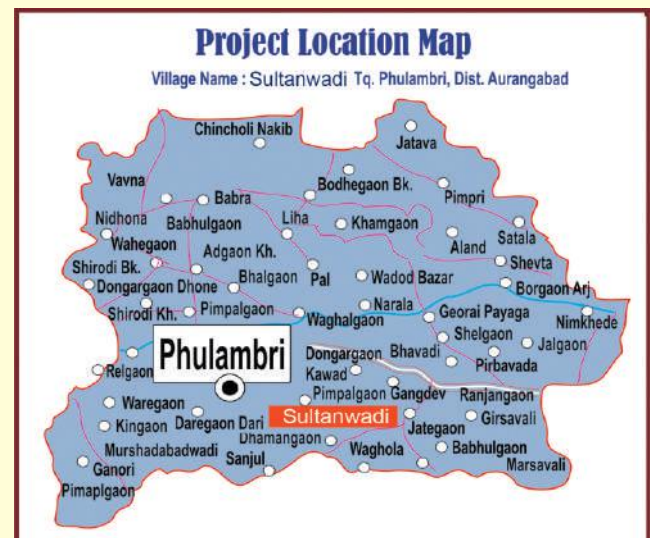 Project Location Map
Village Name : Sultanwadi Tq. Phulambri, Dist. Aurangabad
Chincholi Nakib
Jatava
Vavna
Bodhegaon Bk.
Pimpri
Babra
Nidhona
Babhulgaon
Liha
Khamgaon
Satala
Wahegaon
Adgaon Kh.
Aland
Shirodi Bk.
Bhalgaon
Pal
Wadod Bazar
Shevta
Dongargaon Dhone
Borgaon Arj
Shirodi Kh.
Pimpalgaon
Waghalgaon
Narala
Georai Payaga
Nimkhede
Phulambri
Dongargaon
Kawad
Bhavadi
Shelgaon
Jalgaon
Pirbavada
Relgaon
Pimpalgaon
Gangdev
Ranjangaon
Waregaon
Daregaon Dari
Sultanwadi
Jategaon
Girsavali
Kingaon
Dhamangaon
Murshadabadwadi
Sanjul
Waghola
Babhulgaon
Marsavali
Ganori
Pimaplgaon